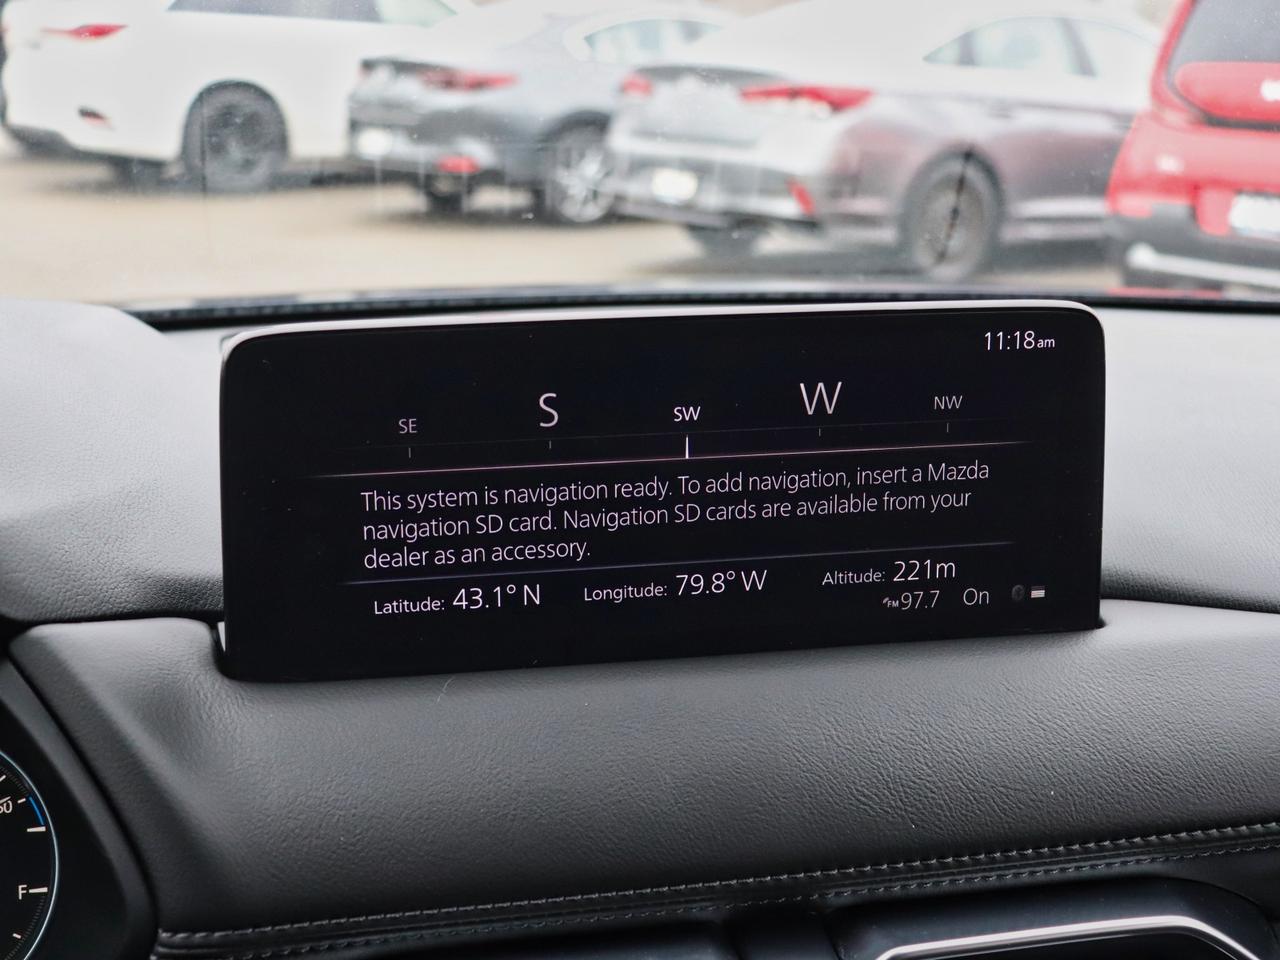 11:18am
SE S SW W NW
This system is navigation ready. To add navigation, insert a Mazda
navigation SD card. Navigation SD cards are available from your
dealer as an accessory.
Latitude: 43.1° N Longitude: 79.8° W Altitude: 221m
FM 97.7 On
F